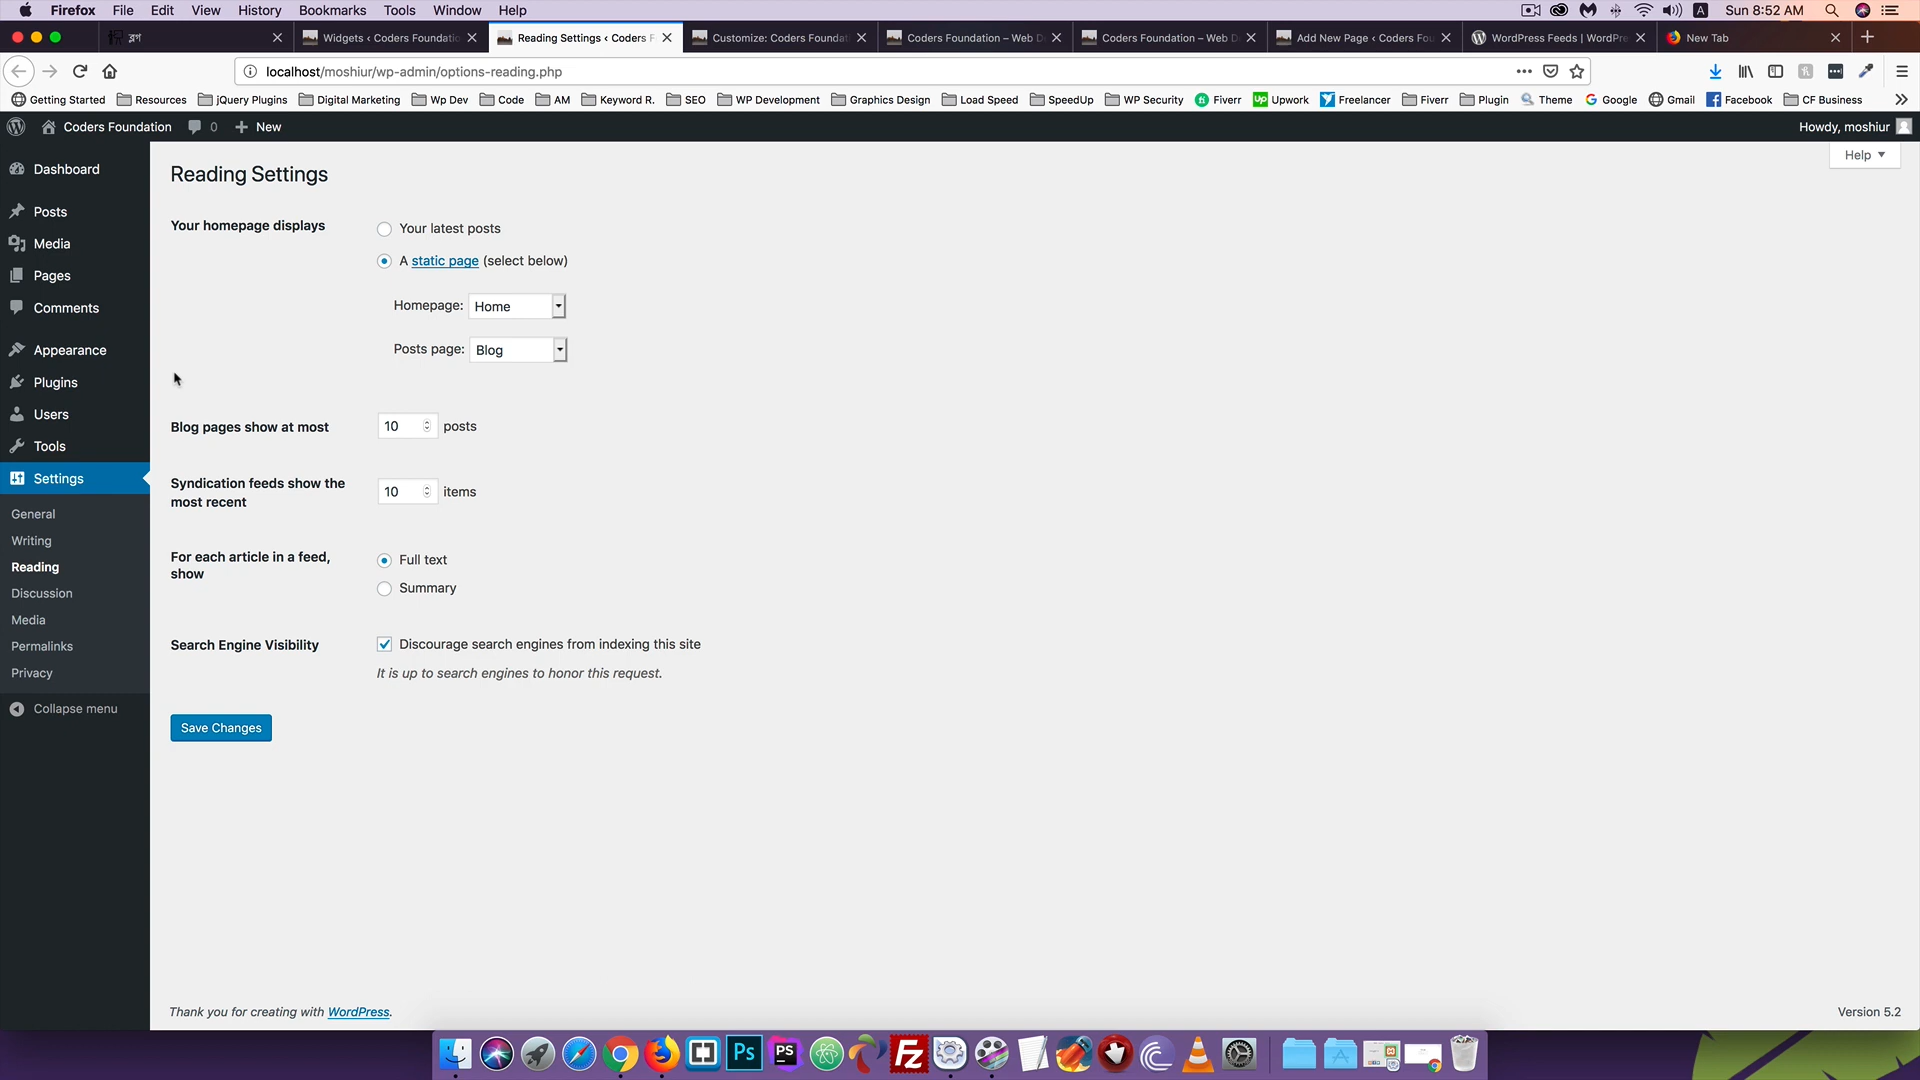 Firefox File Edit View History Bookmarks Tools Window Help Sun 8:52 AM
ব্লগ Widgets ‹ Coders Foundatio Reading Settings ‹ Coders F Customize: Coders Foundat Coders Foundation – Web D Coders Foundation – Web D Add New Page ‹ Coders Fou WordPress Feeds | WordPre New Tab
localhost/moshiur/wp-admin/options-reading.php
Getting Started Resources jQuery Plugins Digital Marketing Wp Dev Code AM Keyword R. SEO WP Development Graphics Design Load Speed SpeedUp WP Security Fiverr Upwork Freelancer Fiverr Plugin Theme Google Gmail Facebook CF Business
Coders Foundation 0 New Howdy, moshiur
Help
Dashboard
Posts
Media
Pages
Comments
Appearance
Plugins
Users
Tools
Settings
General
Writing
Reading
Discussion
Media
Permalinks
Privacy
Collapse menu
Reading Settings
Your homepage displays
Your latest posts
A static page (select below)
Homepage: Home
Posts page: Blog
Blog pages show at most 10 posts
Syndication feeds show the
most recent
10 items
For each article in a feed,
show
Full text
Summary
Search Engine Visibility
Discourage search engines from indexing this site
It is up to search engines to honor this request.
Save Changes
Thank you for creating with WordPress. Version 5.2